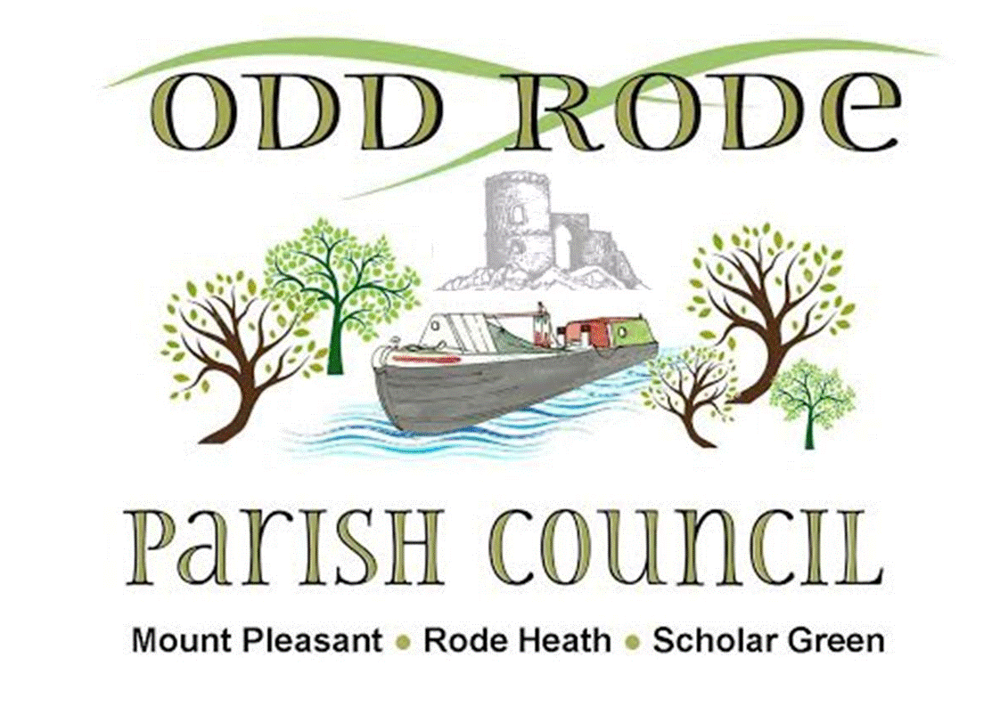 ODD RODe
ParISH COUNCIL
Mount Pleasant • Rode Heath • Scholar Green